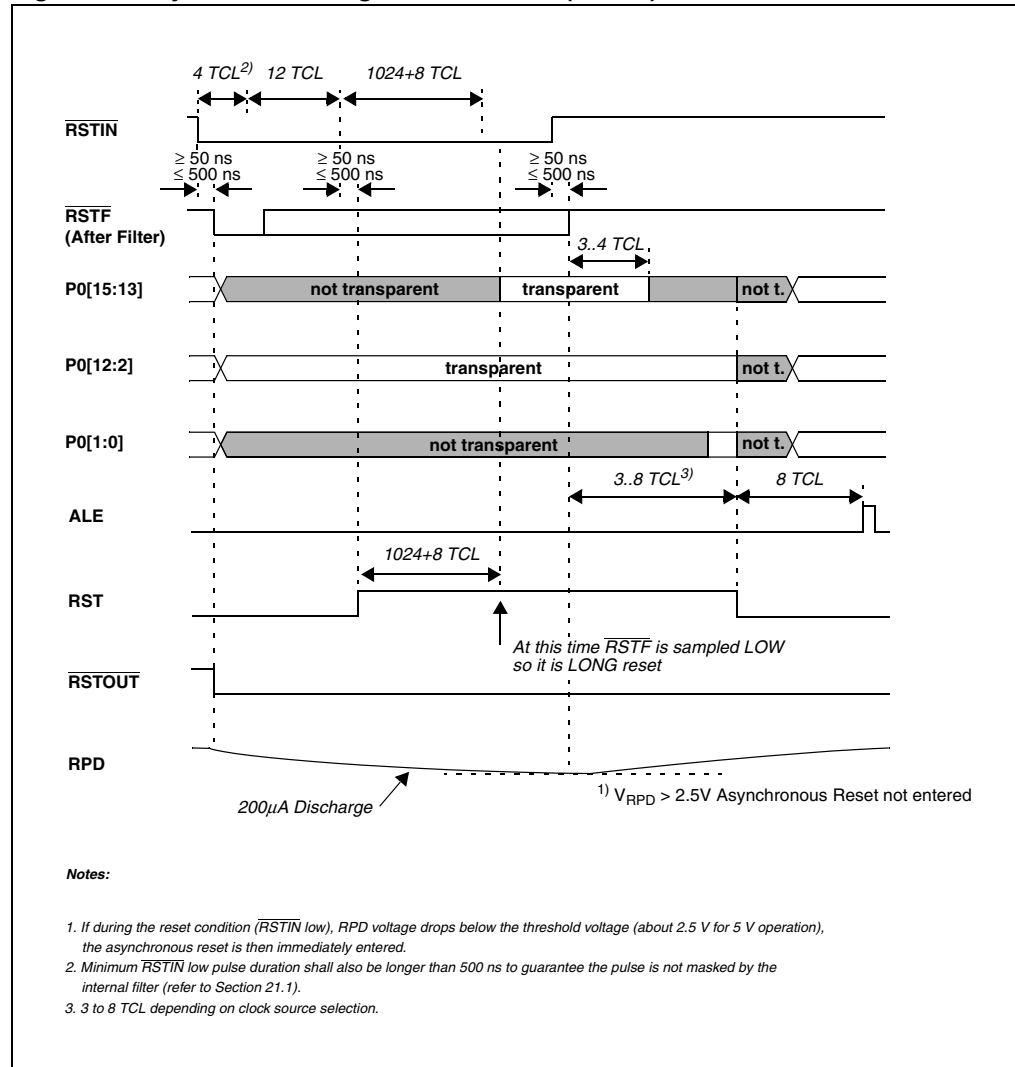 4 TCL2) 12 TCL 1024+8 TCL
RSTIN
≥ 50 ns ≥ 50 ns ≥ 50 ns
≤ 500 ns ≤ 500 ns ≤ 500 ns
RSTF
(After Filter)
3..4 TCL
P0[15:13] not transparent transparent not t.
P0[12:2] transparent not t.
P0[1:0] not transparent not t.
3..8 TCL3) 8 TCL
ALE
1024+8 TCL
RST
At this time RSTF is sampled LOW
so it is LONG reset
RSTOUT
RPD
200μA Discharge
1) VRPD > 2.5V Asynchronous Reset not entered
Notes:
1. If during the reset condition (RSTIN low), RPD voltage drops below the threshold voltage (about 2.5 V for 5 V operation),
the asynchronous reset is then immediately entered.
2. Minimum RSTIN low pulse duration shall also be longer than 500 ns to guarantee the pulse is not masked by the
internal filter (refer to Section 21.1).
3. 3 to 8 TCL depending on clock source selection.